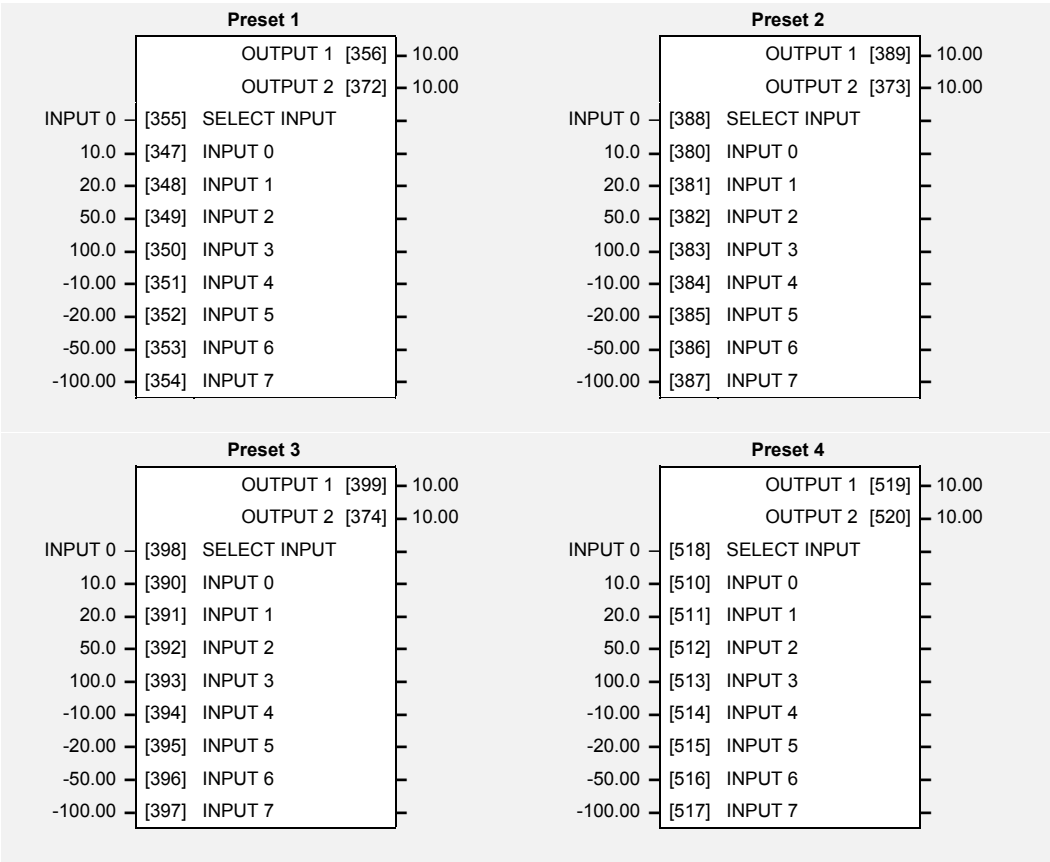 Preset 1
OUTPUT 1 [356] 10.00
OUTPUT 2 [372] 10.00
INPUT 0 [355] SELECT INPUT
10.0 [347] INPUT 0
20.0 [348] INPUT 1
50.0 [349] INPUT 2
100.0 [350] INPUT 3
-10.00 [351] INPUT 4
-20.00 [352] INPUT 5
-50.00 [353] INPUT 6
-100.00 [354] INPUT 7
Preset 2
OUTPUT 1 [389] 10.00
OUTPUT 2 [373] 10.00
INPUT 0 [388] SELECT INPUT
10.0 [380] INPUT 0
20.0 [381] INPUT 1
50.0 [382] INPUT 2
100.0 [383] INPUT 3
-10.00 [384] INPUT 4
-20.00 [385] INPUT 5
-50.00 [386] INPUT 6
-100.00 [387] INPUT 7
Preset 3
OUTPUT 1 [399] 10.00
OUTPUT 2 [374] 10.00
INPUT 0 [398] SELECT INPUT
10.0 [390] INPUT 0
20.0 [391] INPUT 1
50.0 [392] INPUT 2
100.0 [393] INPUT 3
-10.00 [394] INPUT 4
-20.00 [395] INPUT 5
-50.00 [396] INPUT 6
-100.00 [397] INPUT 7
Preset 4
OUTPUT 1 [519] 10.00
OUTPUT 2 [520] 10.00
INPUT 0 [518] SELECT INPUT
10.0 [510] INPUT 0
20.0 [511] INPUT 1
50.0 [512] INPUT 2
100.0 [513] INPUT 3
-10.00 [514] INPUT 4
-20.00 [515] INPUT 5
-50.00 [516] INPUT 6
-100.00 [517] INPUT 7